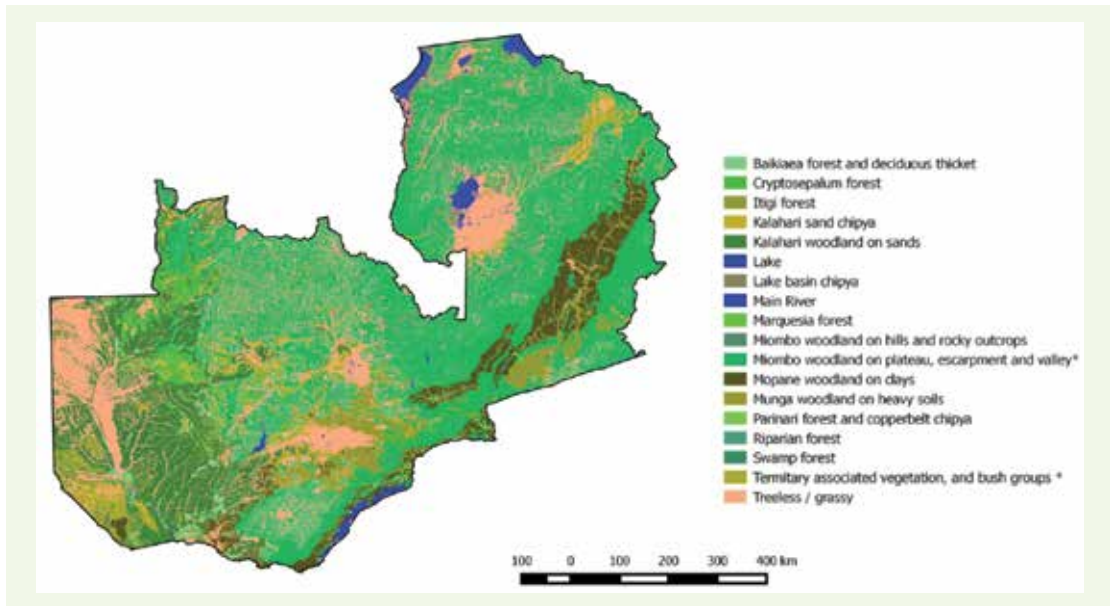 Baikiaea forest and deciduous thicket
Cryptosepalum forest
Itigi forest
Kalahari sand chipya
Kalahari woodland on sands
Lake
Lake basin chipya
Main River
Marquesia forest
Miombo woodland on hills and rocky outcrops
Miombo woodland on plateau, escarpment and valley*
Mopane woodland on clays
Munga woodland on heavy soils
Parinari forest and copperbelt chipya
Riparian forest
Swamp forest
Termitary associated vegetation, and bush groups *
Treeless / grassy
100 0 100 200 300 400 km